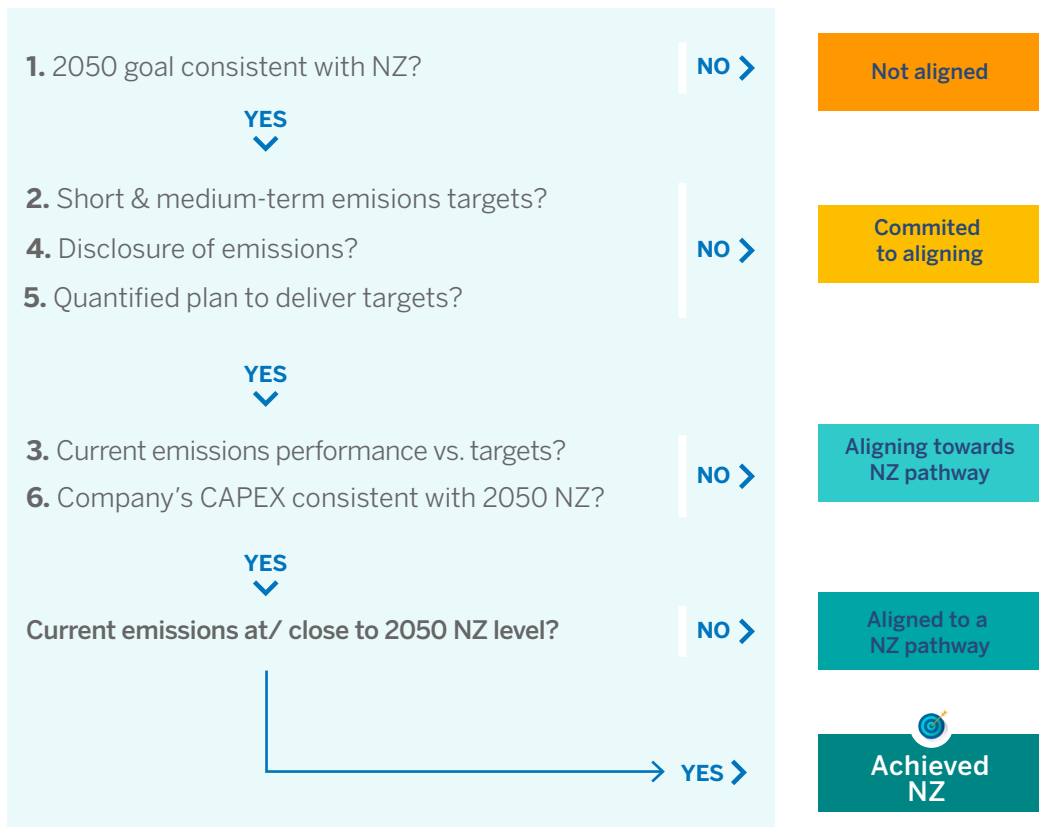 1. 2050 goal consistent with NZ?
NO
Not aligned
YES
2. Short & medium-term emisions targets?
4. Disclosure of emissions?
5. Quantified plan to deliver targets?
NO
Commited
to aligning
YES
3. Current emissions performance vs. targets?
6. Company's CAPEX consistent with 2050 NZ?
NO
Aligning towards
NZ pathway
YES
Current emissions at/ close to 2050 NZ level?
NO
Aligned to a
NZ pathway
YES
Achieved
NZ